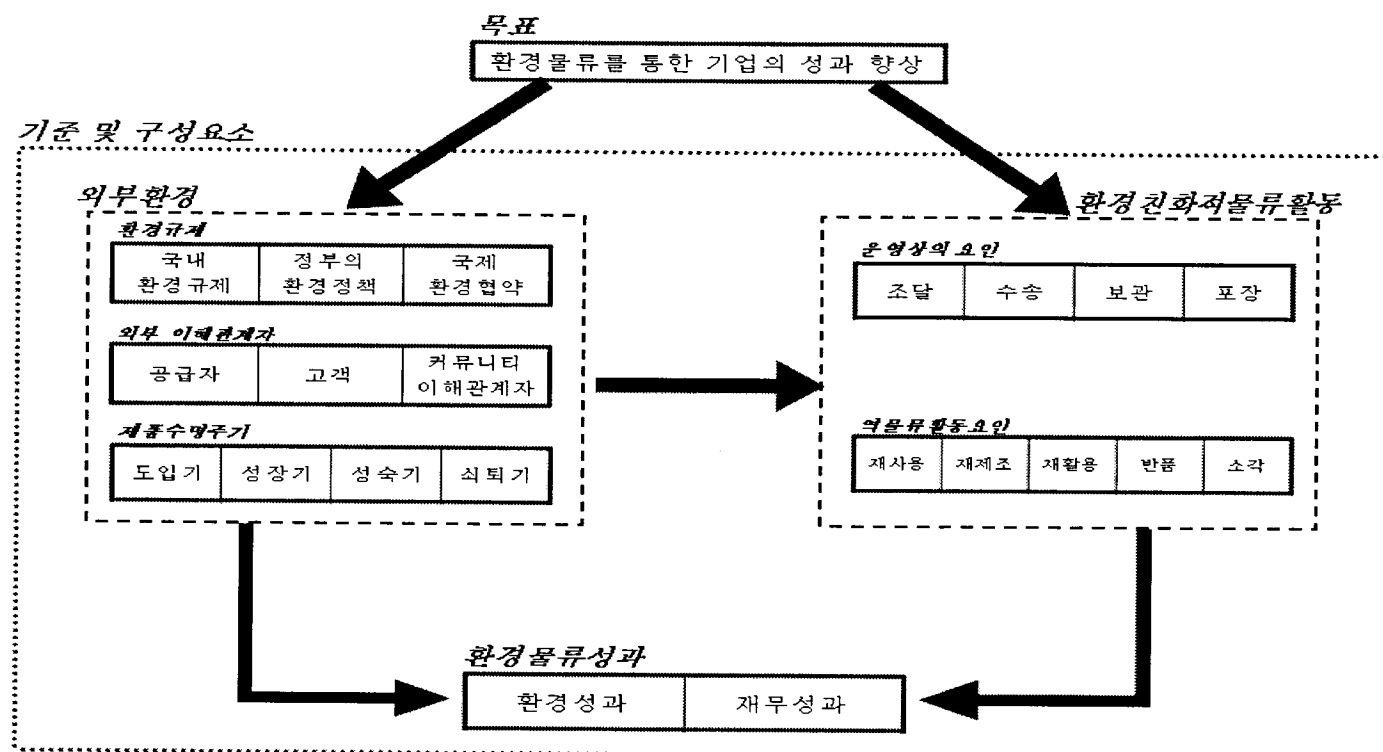 목표
환경물류를 통한 기업의 성과 향상
기준 및 구성요소
외부환경
환경규제
국내 환경규제
정부의 환경정책
국제 환경협약
외부 이해관계자
공급자
고객
커뮤니티 이해관계자
제품수명주기
도입기
성장기
성숙기
쇠퇴기
환경친화적물류활동
운영상의요인
조달
수송
보관
포장
역물류활동요인
재사용
재제조
재활용
반품
소각
환경물류성과
환경성과
재무성과